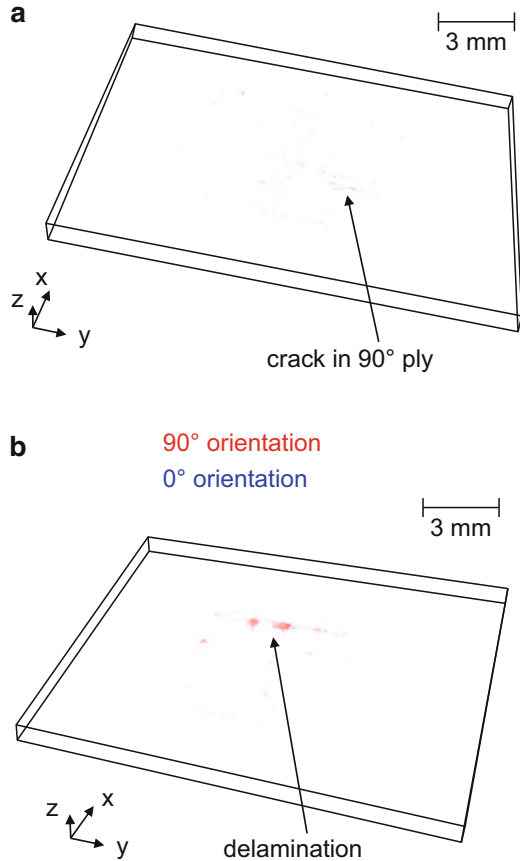 a
3 mm
x
z
y
crack in 90° ply
b
90° orientation
0° orientation
3 mm
x
z
y
delamination